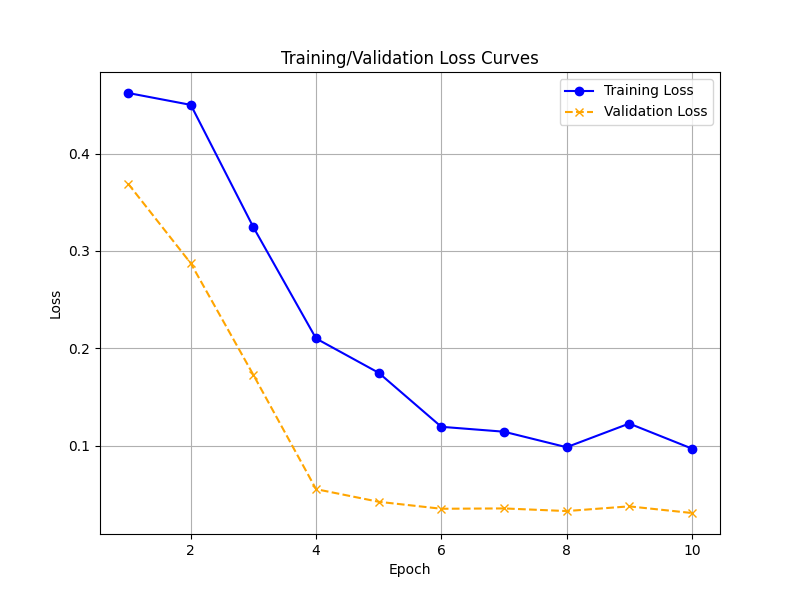 Training/Validation Loss Curves
Training Loss
Validation Loss
Loss
0.4
0.3
0.2
0.1
2 4 6 8 10
Epoch